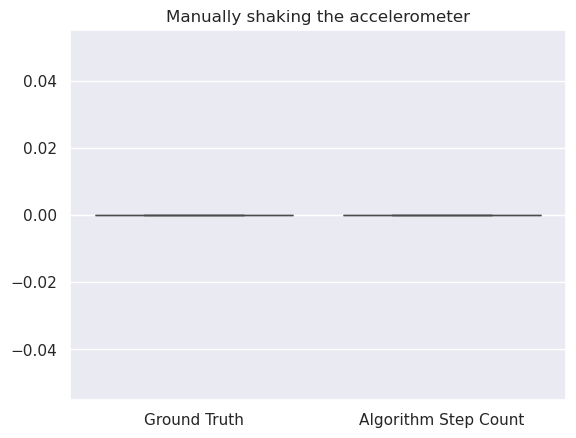 Manually shaking the accelerometer
0.04
0.02
0.00
−0.02
−0.04
Ground Truth
Algorithm Step Count